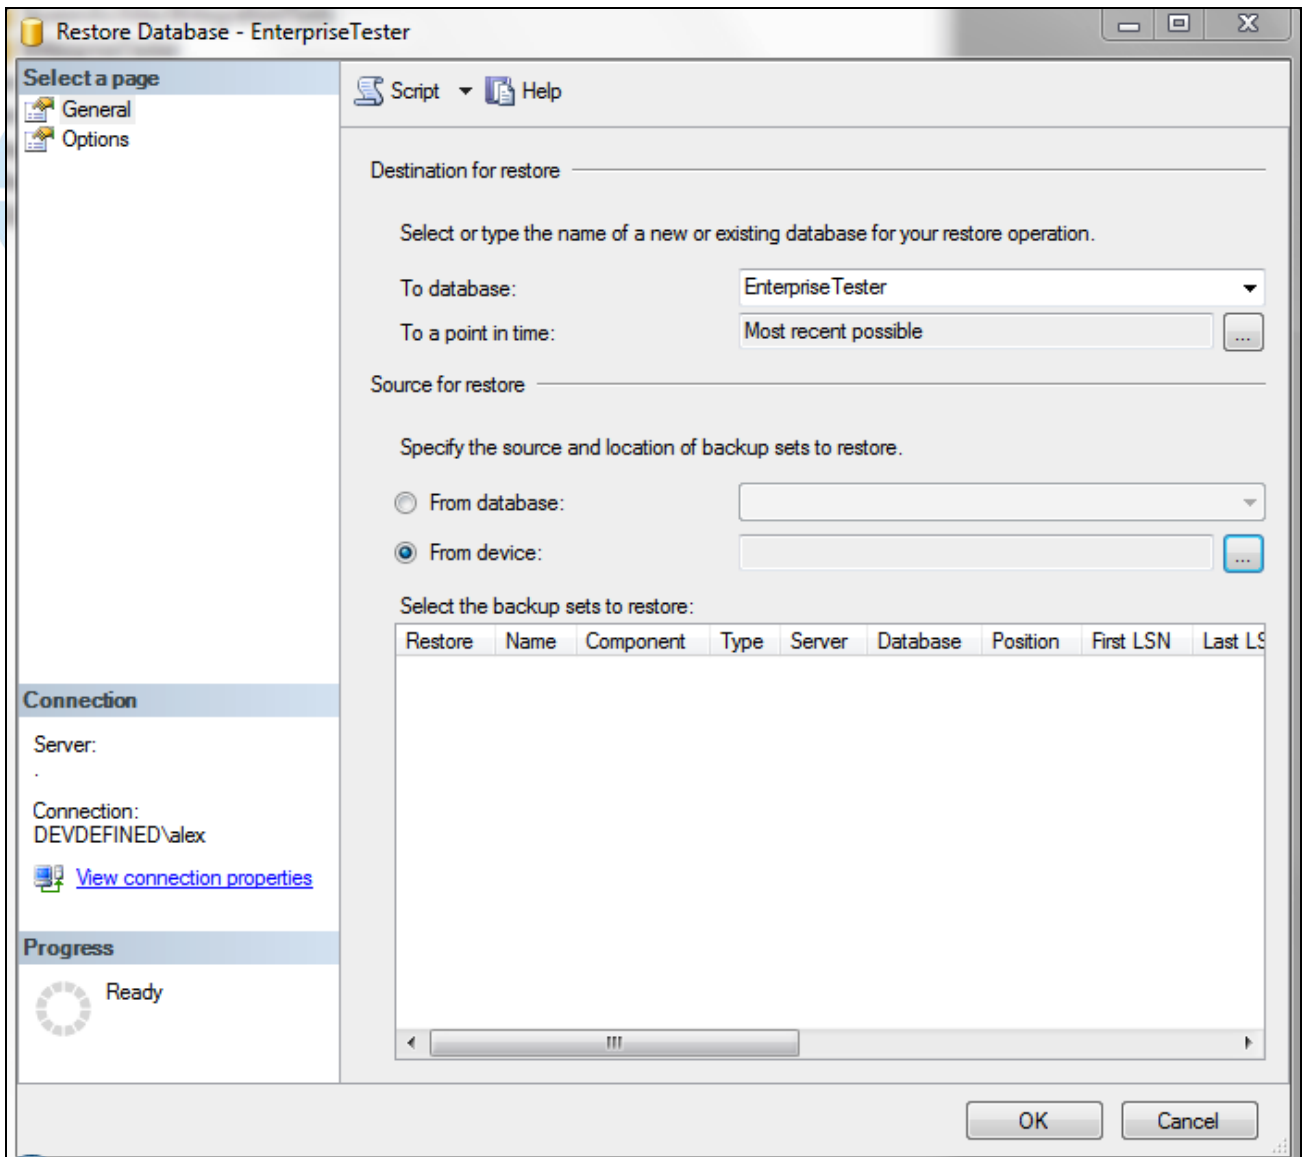 Restore Database - EnterpriseTester
Select a page
General
Options
Script
Help
Destination for restore
Select or type the name of a new or existing database for your restore operation.
To database:
EnterpriseTester
To a point in time:
Most recent possible
...
Source for restore
Specify the source and location of backup sets to restore.
From database:
From device:
...
Select the backup sets to restore:
Restore Name Component Type Server Database Position First LSN Last LS
Connection
Server:
.
Connection:
DEVDEFINED\alex
View connection properties
Progress
Ready
OK
Cancel